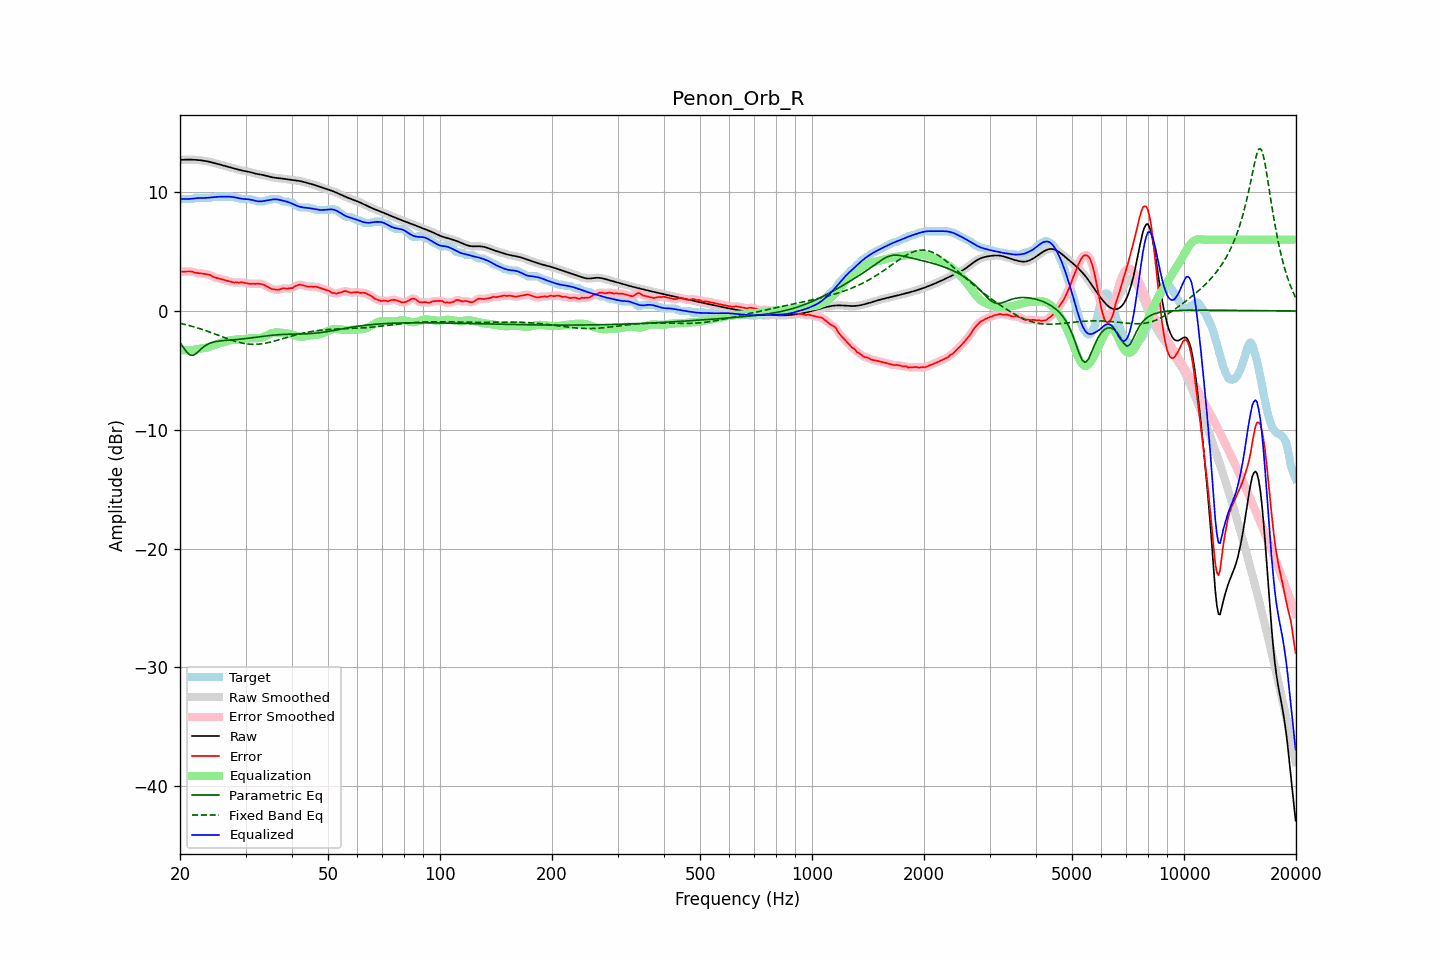 Penon_Orb_R
Amplitude (dBr)
10
0
−10
−20
−30
−40
Target
Raw Smoothed
Error Smoothed
Raw
Error
Equalization
Parametric Eq
Fixed Band Eq
Equalized
20 50 100 200 500 1000 2000 5000 10000 20000
Frequency (Hz)